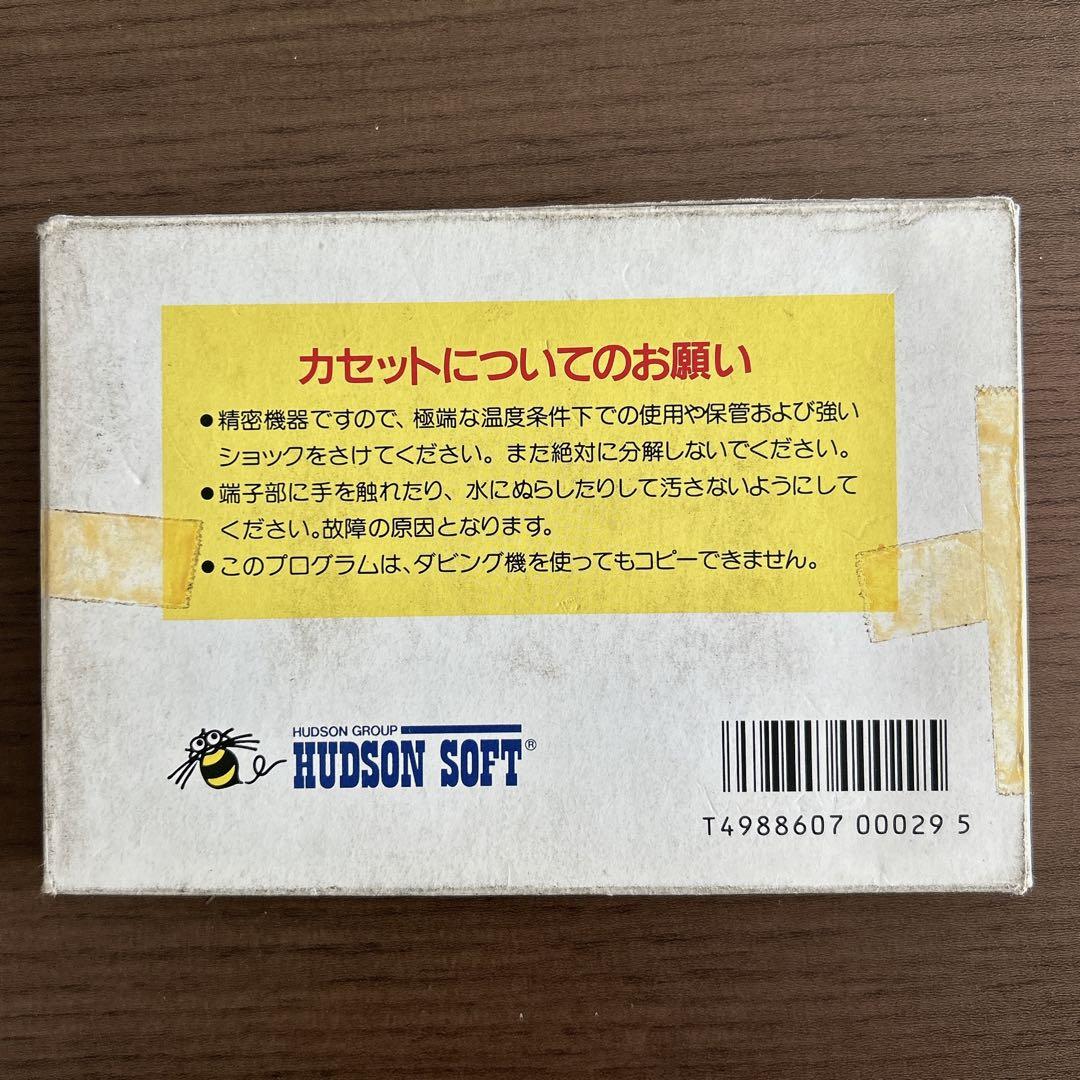 カセットについてのお願い
●精密機器ですので、極端な温度条件下での使用や保管および強い
ショックをさけてください。また絶対に分解しないでください。
●端子部に手を触れたり、水にぬらしたりして汚さないようにして
ください。故障の原因となります。
●このプログラムは、ダビング機を使ってもコピーできません。
HUDSON GROUP
HUDSON SOFT®
T4988607 00029 5